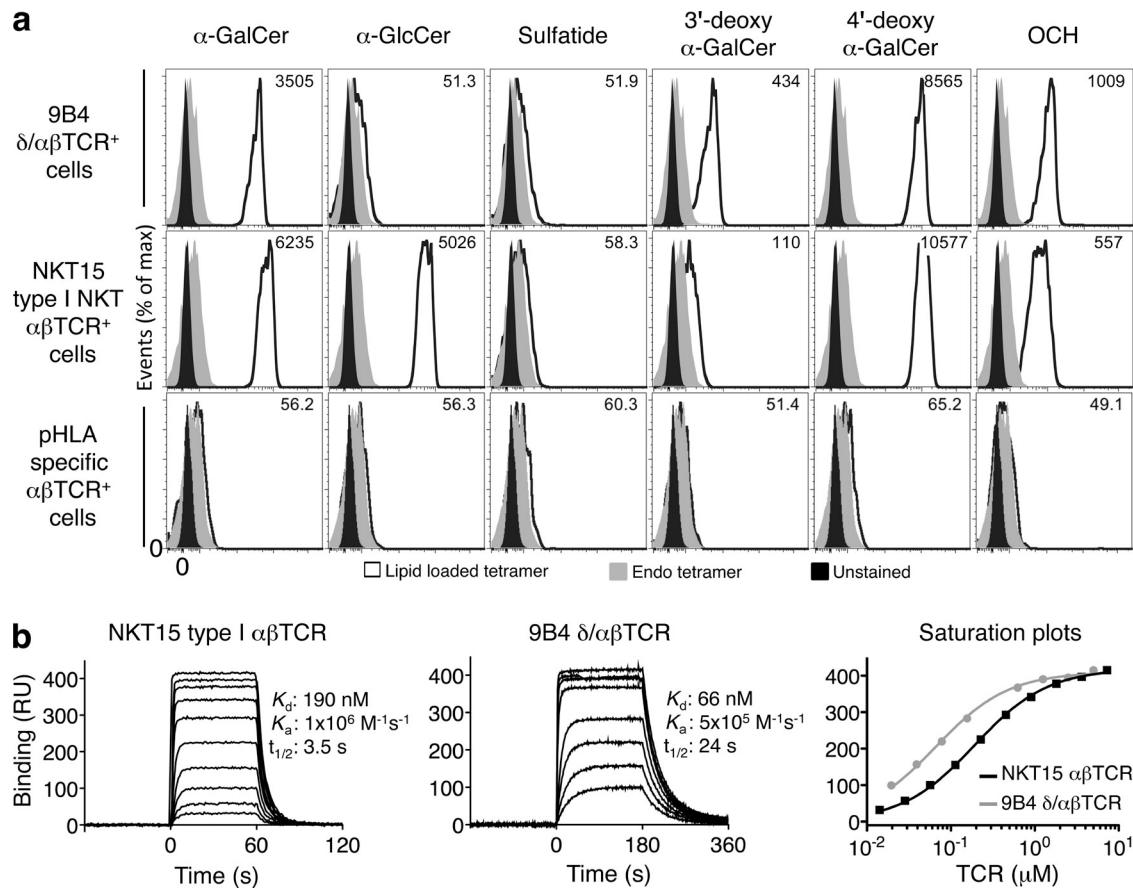 a
α-GalCer
α-GlcCer
Sulfatide
3'-deoxy
α-GalCer
4'-deoxy
α-GalCer
OCH
9B4
δ/αβTCR⁺
cells
3505
51.3
51.9
434
8565
1009
NKT15
type I NKT
αβTCR⁺
cells
6235
5026
58.3
110
10577
557
pHLA
specific
αβTCR⁺
cells
56.2
56.3
60.3
51.4
65.2
49.1
Events (% of max)
0
0
Lipid loaded tetramer
Endo tetramer
Unstained
b
NKT15 type I αβTCR
Binding (RU)
400
300
200
100
0
Kd: 190 nM
Ka: 1x10⁶ M⁻¹s⁻¹
t1/2: 3.5 s
0 60 120
Time (s)
9B4 δ/αβTCR
400
300
200
100
0
Kd: 66 nM
Ka: 5x10⁵ M⁻¹s⁻¹
t1/2: 24 s
0 180 360
Time (s)
Saturation plots
400
300
200
100
0
NKT15 αβTCR
9B4 δ/αβTCR
10⁻² 10⁻¹ 10⁰ 10¹
TCR (μM)